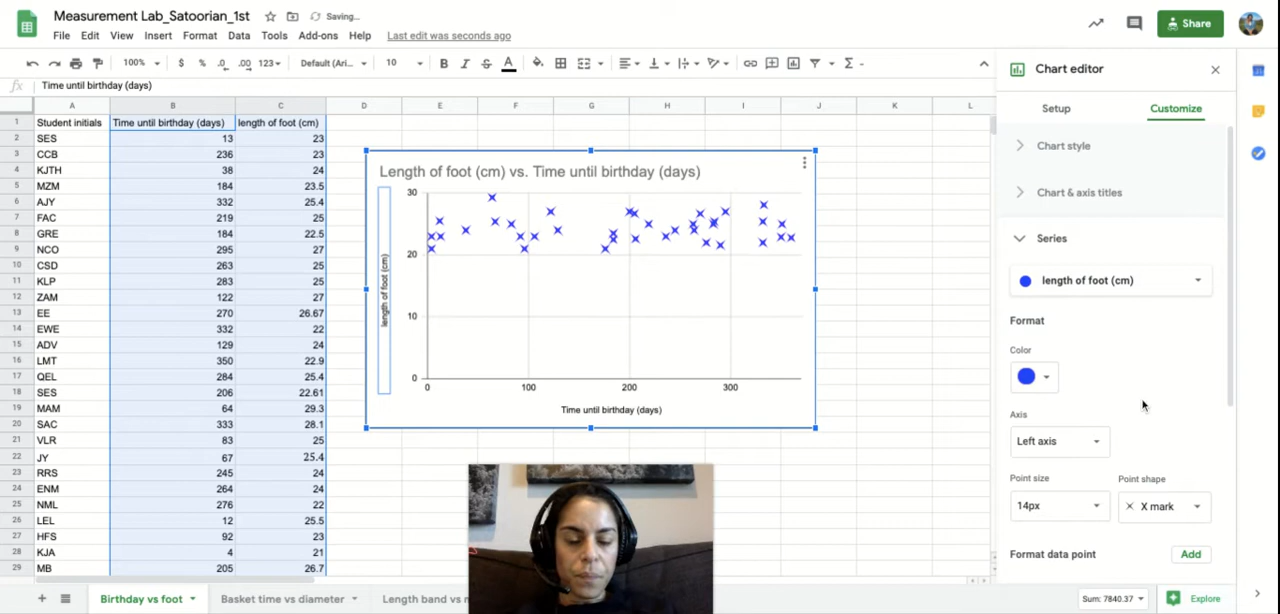 Measurement Lab_Satoorian_1st Saving...
File Edit View Insert Format Data Tools Add-ons Help Last edit was seconds ago
Share
100% $ % .0 .00 123 Default (Ari... 10 B I S A
fx Time until birthday (days)
A B C D E F G H I J K L
1 Student initials Time until birthday (days) length of foot (cm)
2 SES 13 23
3 CCB 236 23
4 KJTH 38 24
5 MZM 184 23.5
6 AJY 332 25.4
7 FAC 219 25
8 GRE 184 22.5
9 NCO 295 27
10 CSD 263 25
11 KLP 283 25
12 ZAM 122 27
13 EE 270 26.67
14 EWE 332 22
15 ADV 129 24
16 LMT 350 22.9
17 QEL 284 25.4
18 SES 206 22.61
19 MAM 64 29.3
20 SAC 333 28.1
21 VLR 83 25
22 JY 67 25.4
23 RRS 245 24
24 ENM 264 24
25 NML 276 22
26 LEL 12 25.5
27 HFS 92 23
28 KJA 4 21
29 MB 205 26.7
Length of foot (cm) vs. Time until birthday (days)
length of foot (cm)
30
20
10
0
0 100 200 300
Time until birthday (days)
Chart editor
Setup Customize
Chart style
Chart & axis titles
Series
length of foot (cm)
Format
Color
Axis
Left axis
Point size Point shape
14px X mark
Format data point Add
Birthday vs foot Basket time vs diameter Length band vs
Sum: 7840.37 Explore